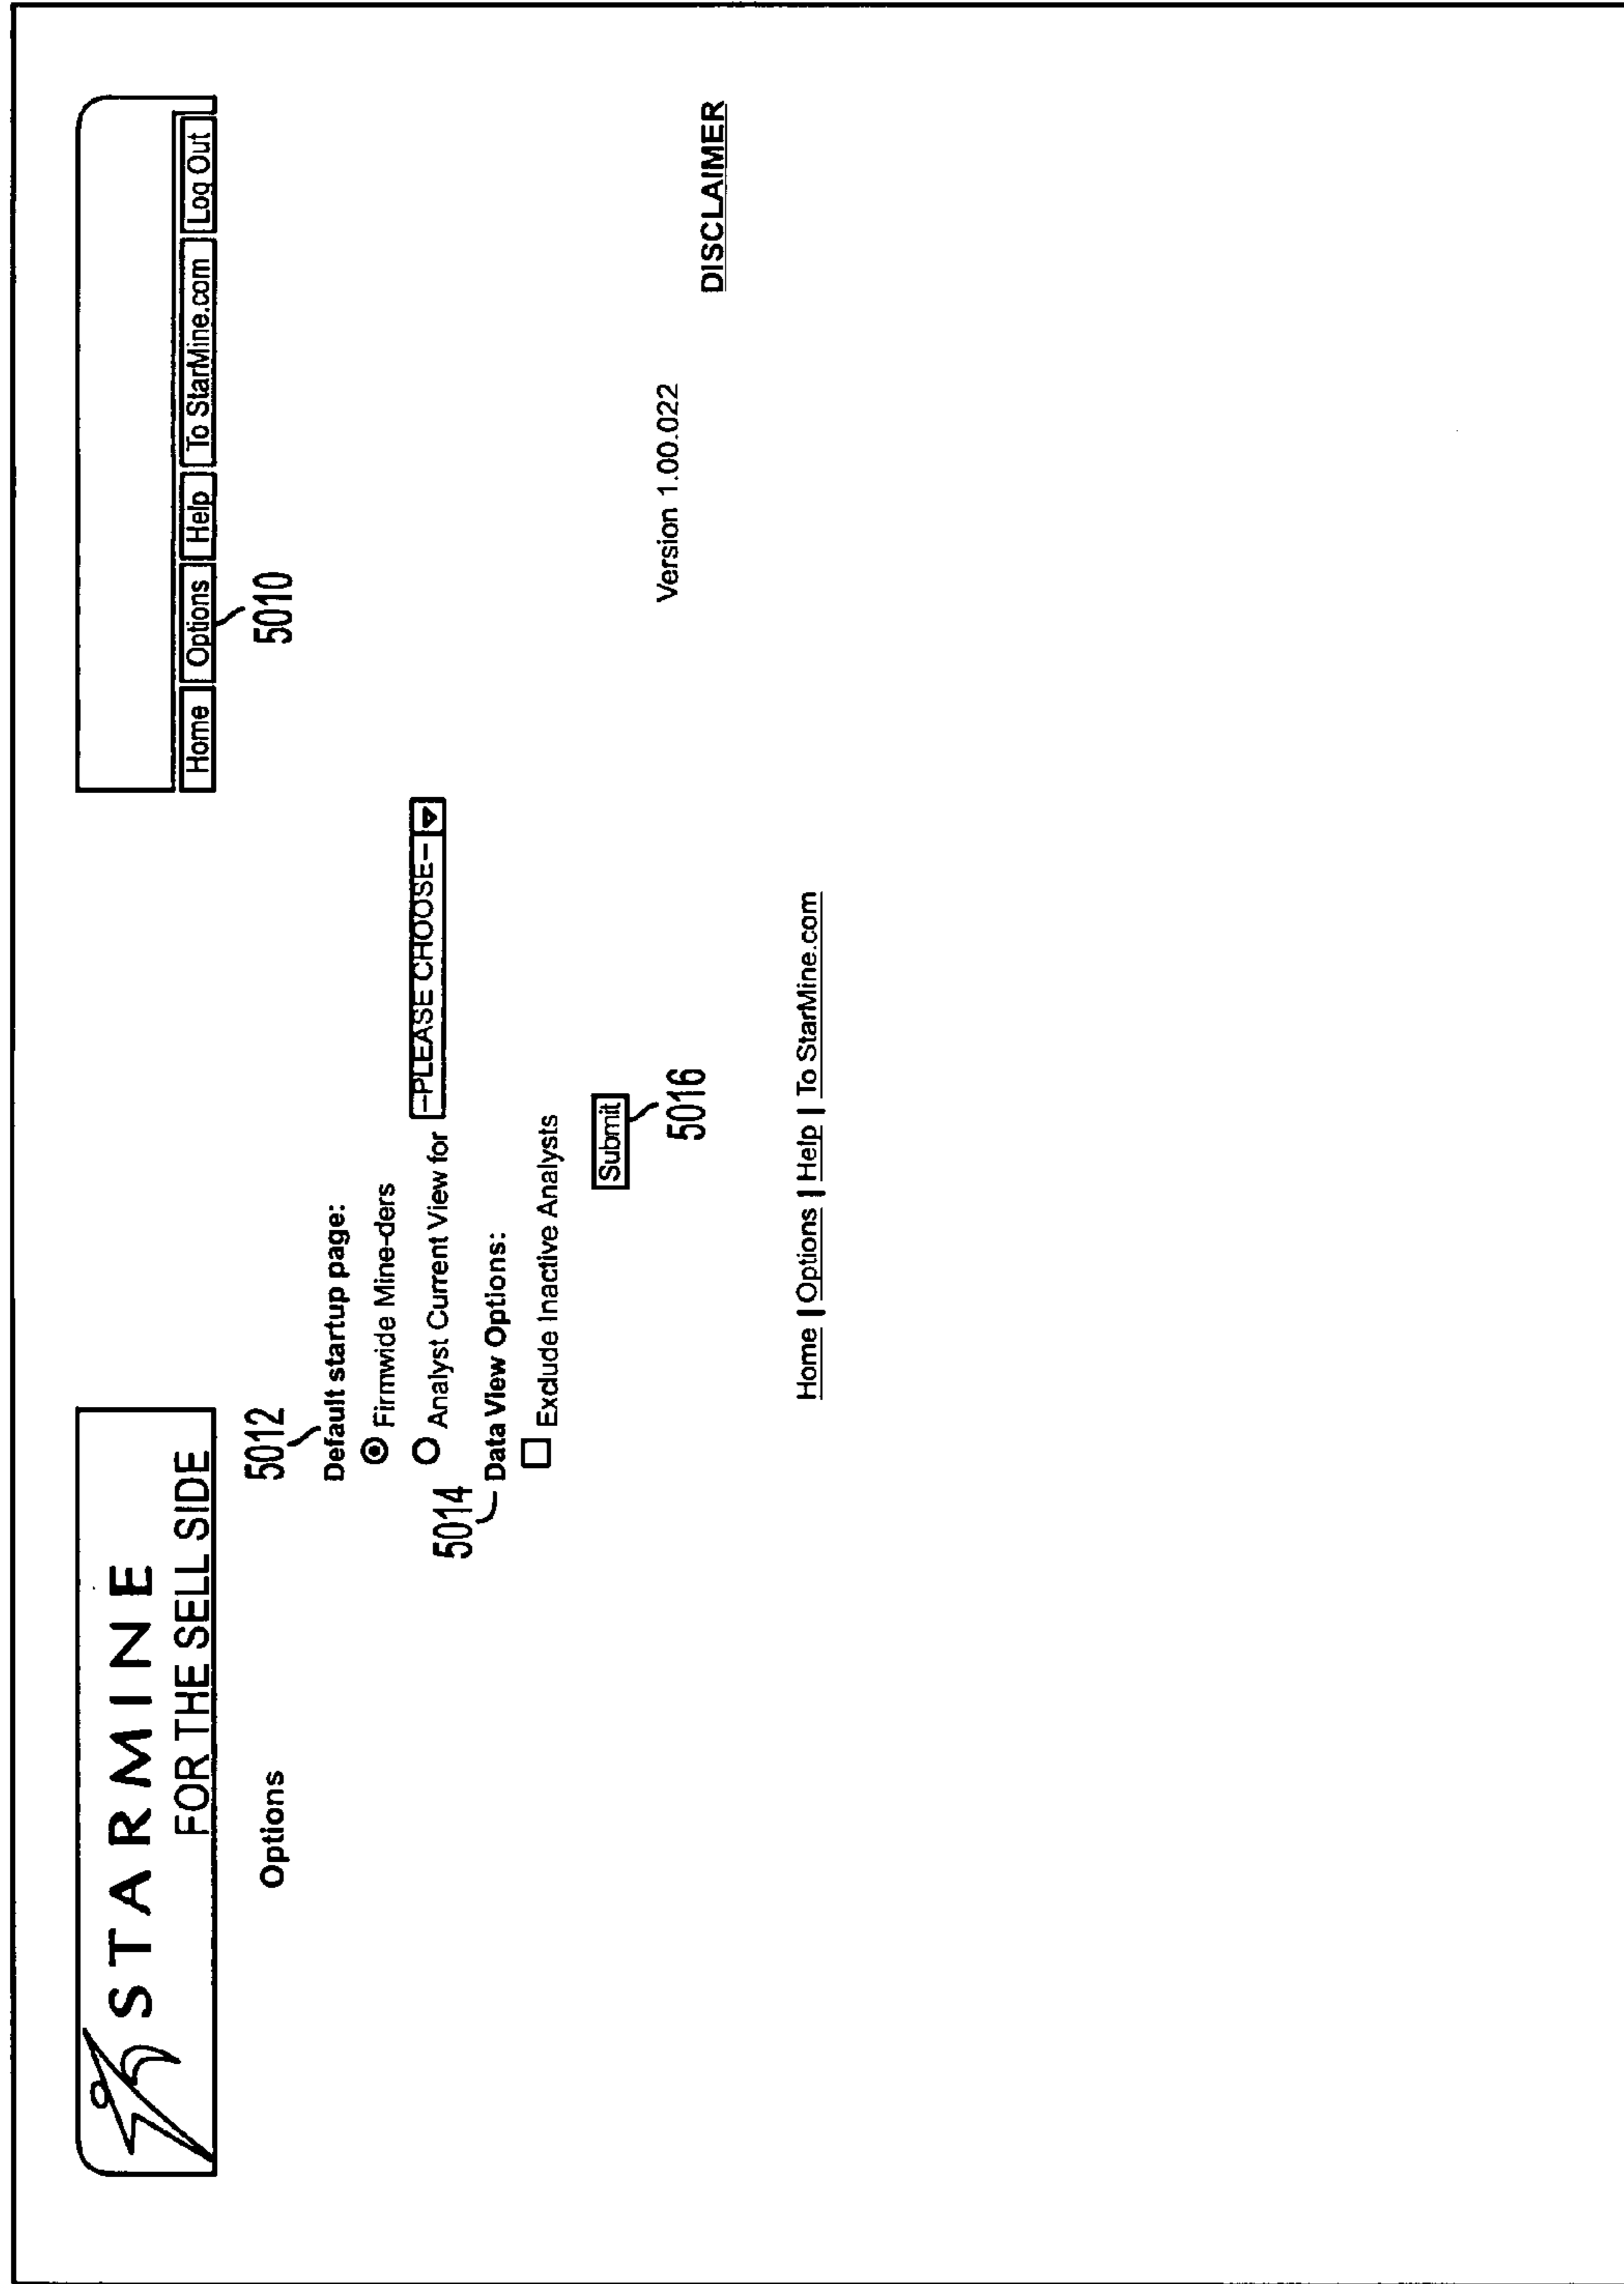 STARMINE
FOR THE SELL SIDE
Home Options Help To StarMine.com Log Out
5010
Options
5012
Default startup page:
Firmwide Mine-ders
Analyst Current View for -PLEASE CHOOSE-
5014
Data View Options:
Exclude Inactive Analysts
Submit
5016
Version 1.00.022
DISCLAIMER
Home | Options | Help | To StarMine.com